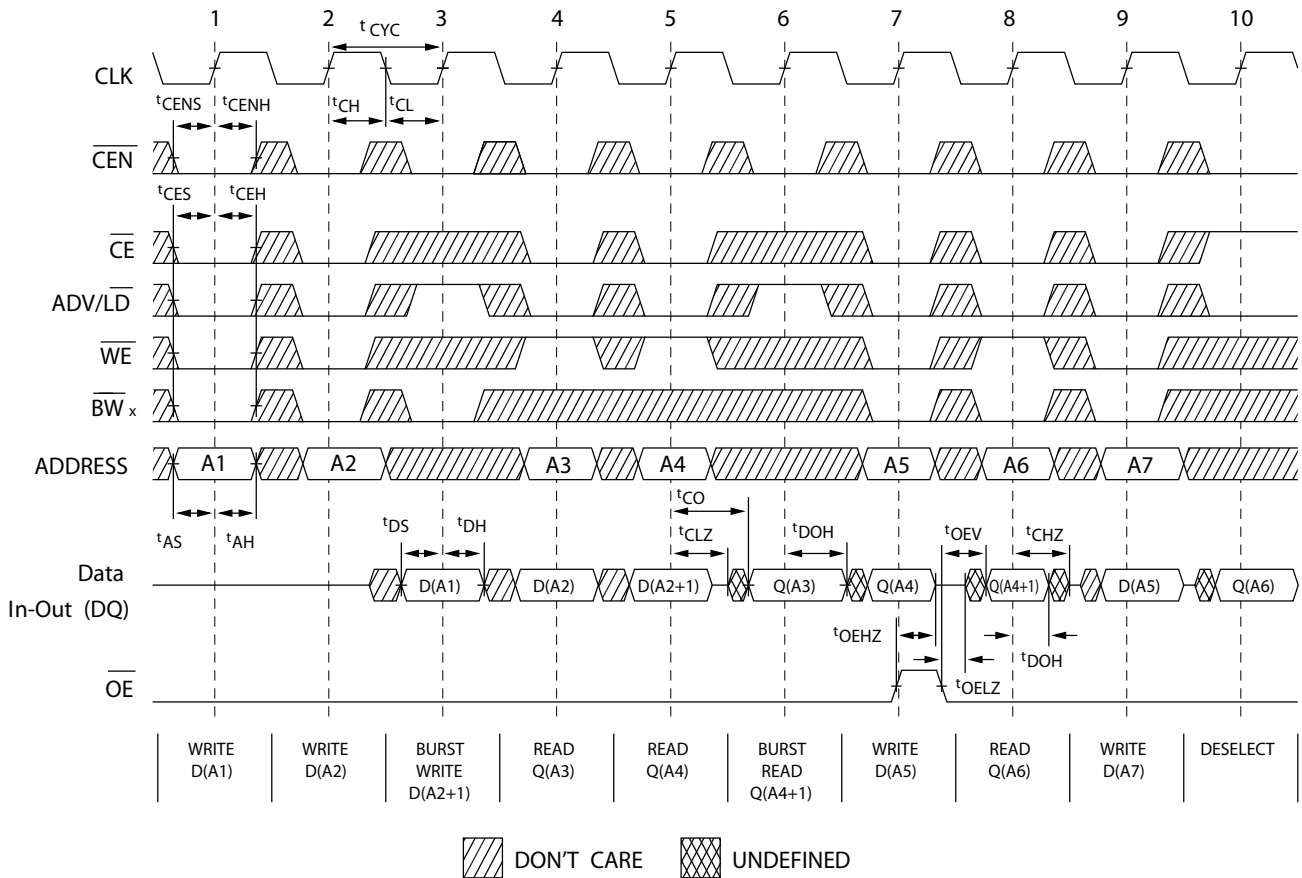 1 2 3 4 5 6 7 8 9 10
t CYC
CLK
tCENS tCENH tCH tCL
CEN
tCES tCEH
CE
ADV/LD
WE
BW x
ADDRESS A1 A2 A3 A4 A5 A6 A7
tCO
tAS tAH tDS tDH tCLZ tDOH tOEV tCHZ
Data
In-Out (DQ)
D(A1) D(A2) D(A2+1) Q(A3) Q(A4) Q(A4+1) D(A5) Q(A6)
tOEHZ tDOH
OE tOELZ
WRITE WRITE BURST READ READ BURST WRITE READ WRITE DESELECT
D(A1) D(A2) WRITE Q(A3) Q(A4) READ D(A5) Q(A6) D(A7)
D(A2+1) Q(A4+1)
DON'T CARE UNDEFINED